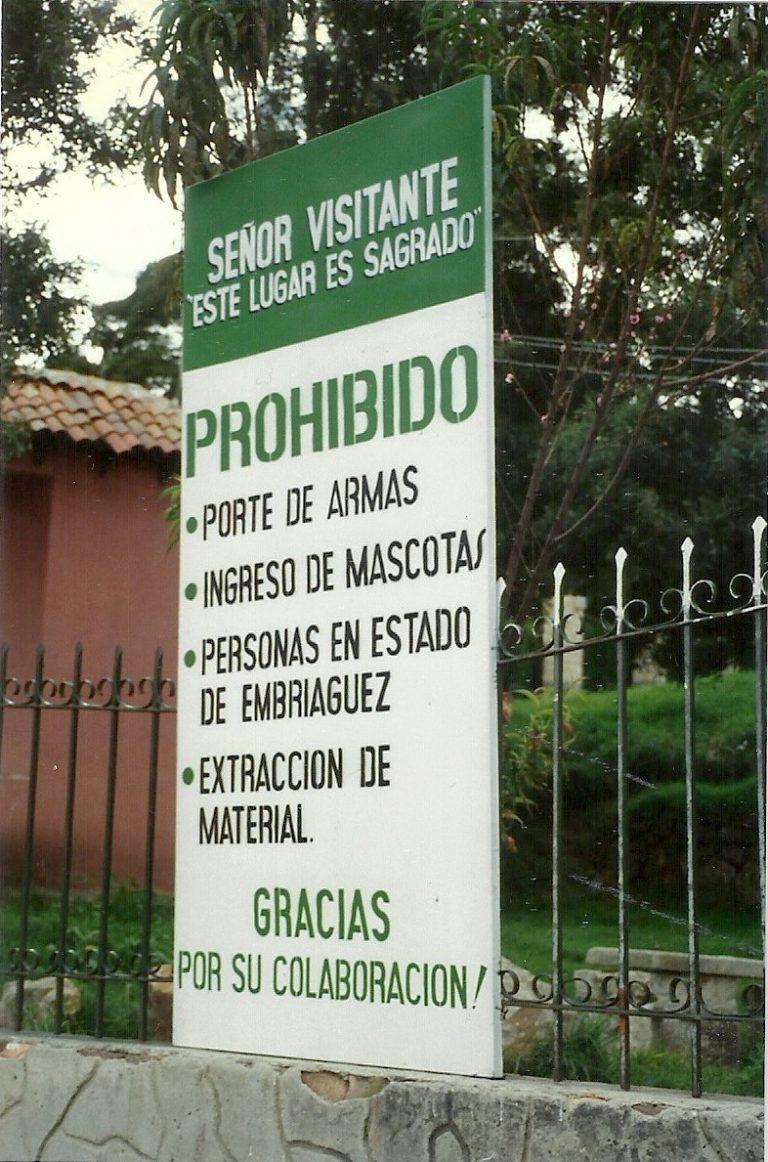 SEÑOR VISITANTE
"ESTE LUGAR ES SAGRADO"
PROHIBIDO
• PORTE DE ARMAS
• INGRESO DE MASCOTAS
• PERSONAS EN ESTADO
DE EMBRIAGUEZ
• EXTRACCION DE
MATERIAL.
GRACIAS
POR SU COLABORACION!